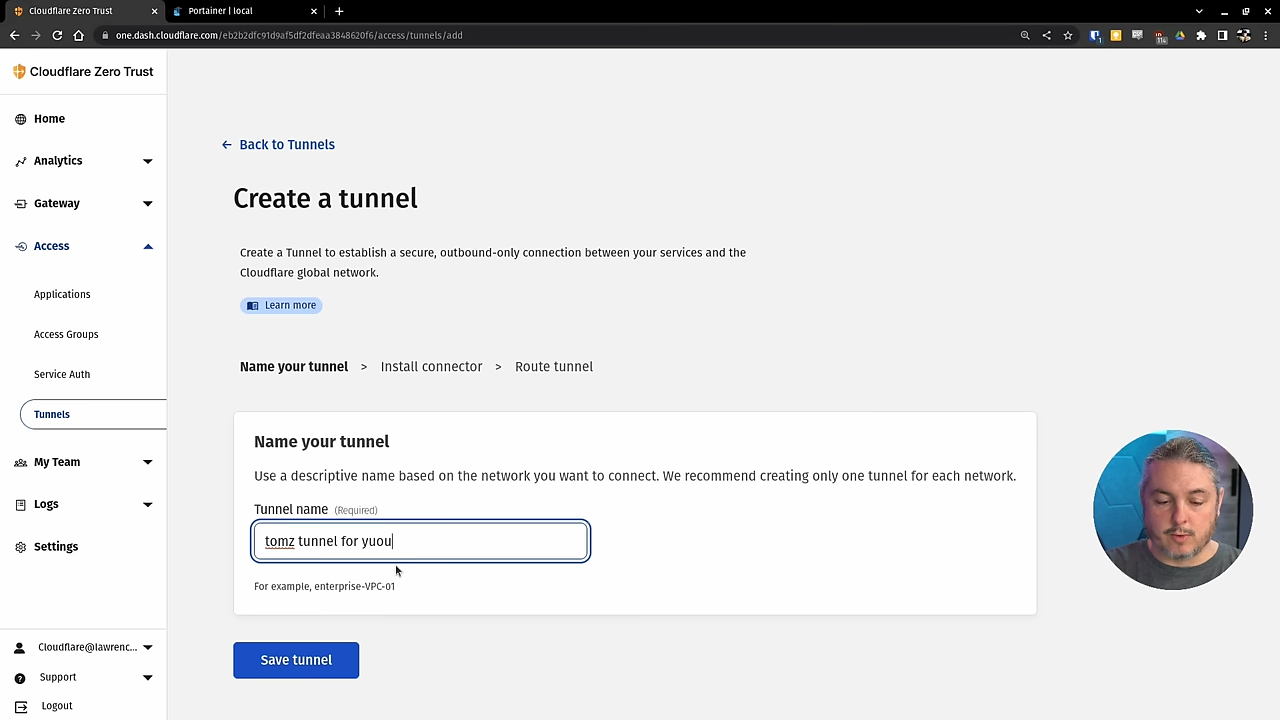 Cloudflare Zero Trust
Portainer | local
one.dash.cloudflare.com/eb2b2dfc91d9af5df2dfeaa3848620f6/access/tunnels/add
1
114
Cloudflare Zero Trust
Home
Analytics
Gateway
Access
Applications
Access Groups
Service Auth
Tunnels
My Team
Logs
Settings
Cloudflare@lawrenc...
Support
Logout
← Back to Tunnels
Create a tunnel
Create a Tunnel to establish a secure, outbound-only connection between your services and the
Cloudflare global network.
Learn more
Name your tunnel > Install connector > Route tunnel
Name your tunnel
Use a descriptive name based on the network you want to connect. We recommend creating only one tunnel for each network.
Tunnel name (Required)
tomz tunnel for yuou
For example, enterprise-VPC-01
Save tunnel